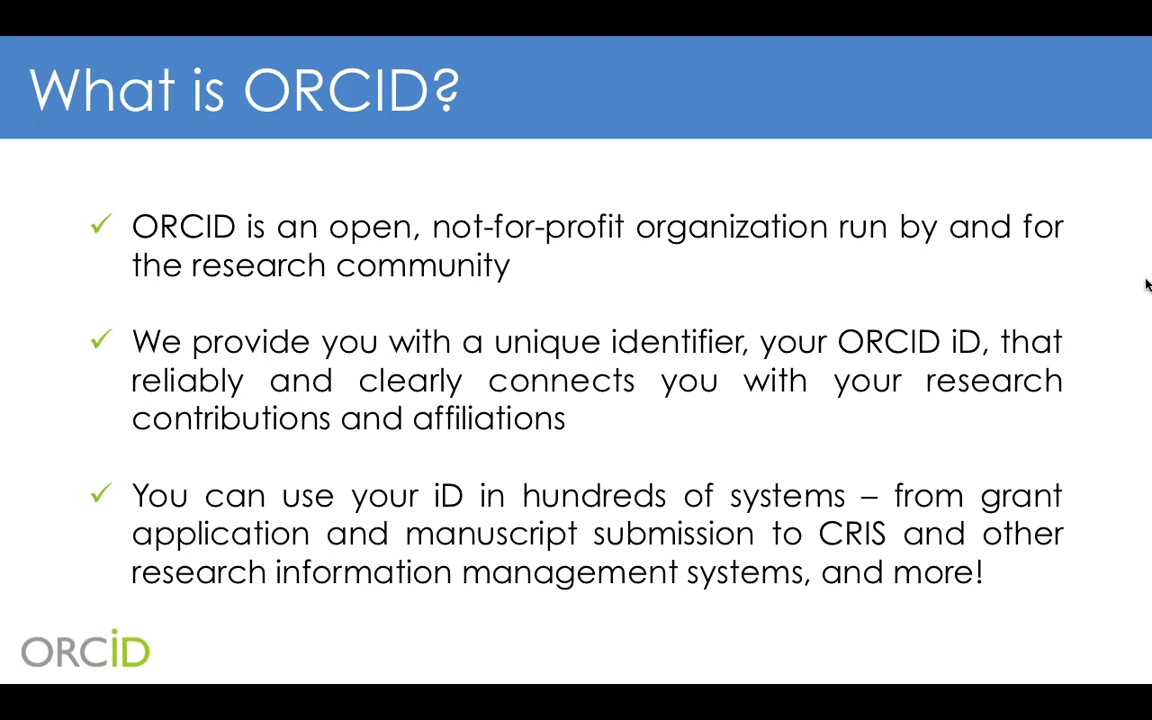 What is ORCID?
✓ ORCID is an open, not-for-profit organization run by and for
the research community
✓ We provide you with a unique identifier, your ORCID iD, that
reliably and clearly connects you with your research
contributions and affiliations
✓ You can use your iD in hundreds of systems – from grant
application and manuscript submission to CRIS and other
research information management systems, and more!
ORCiD